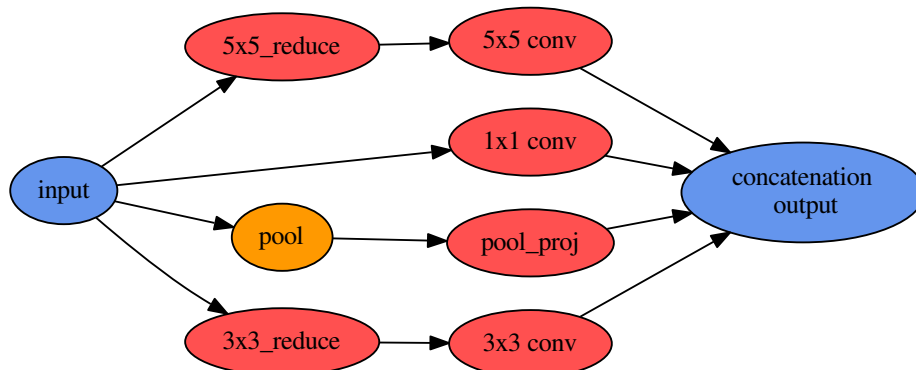 5x5_reduce
5x5 conv
1x1 conv
input
concatenation
output
pool
pool_proj
3x3_reduce
3x3 conv